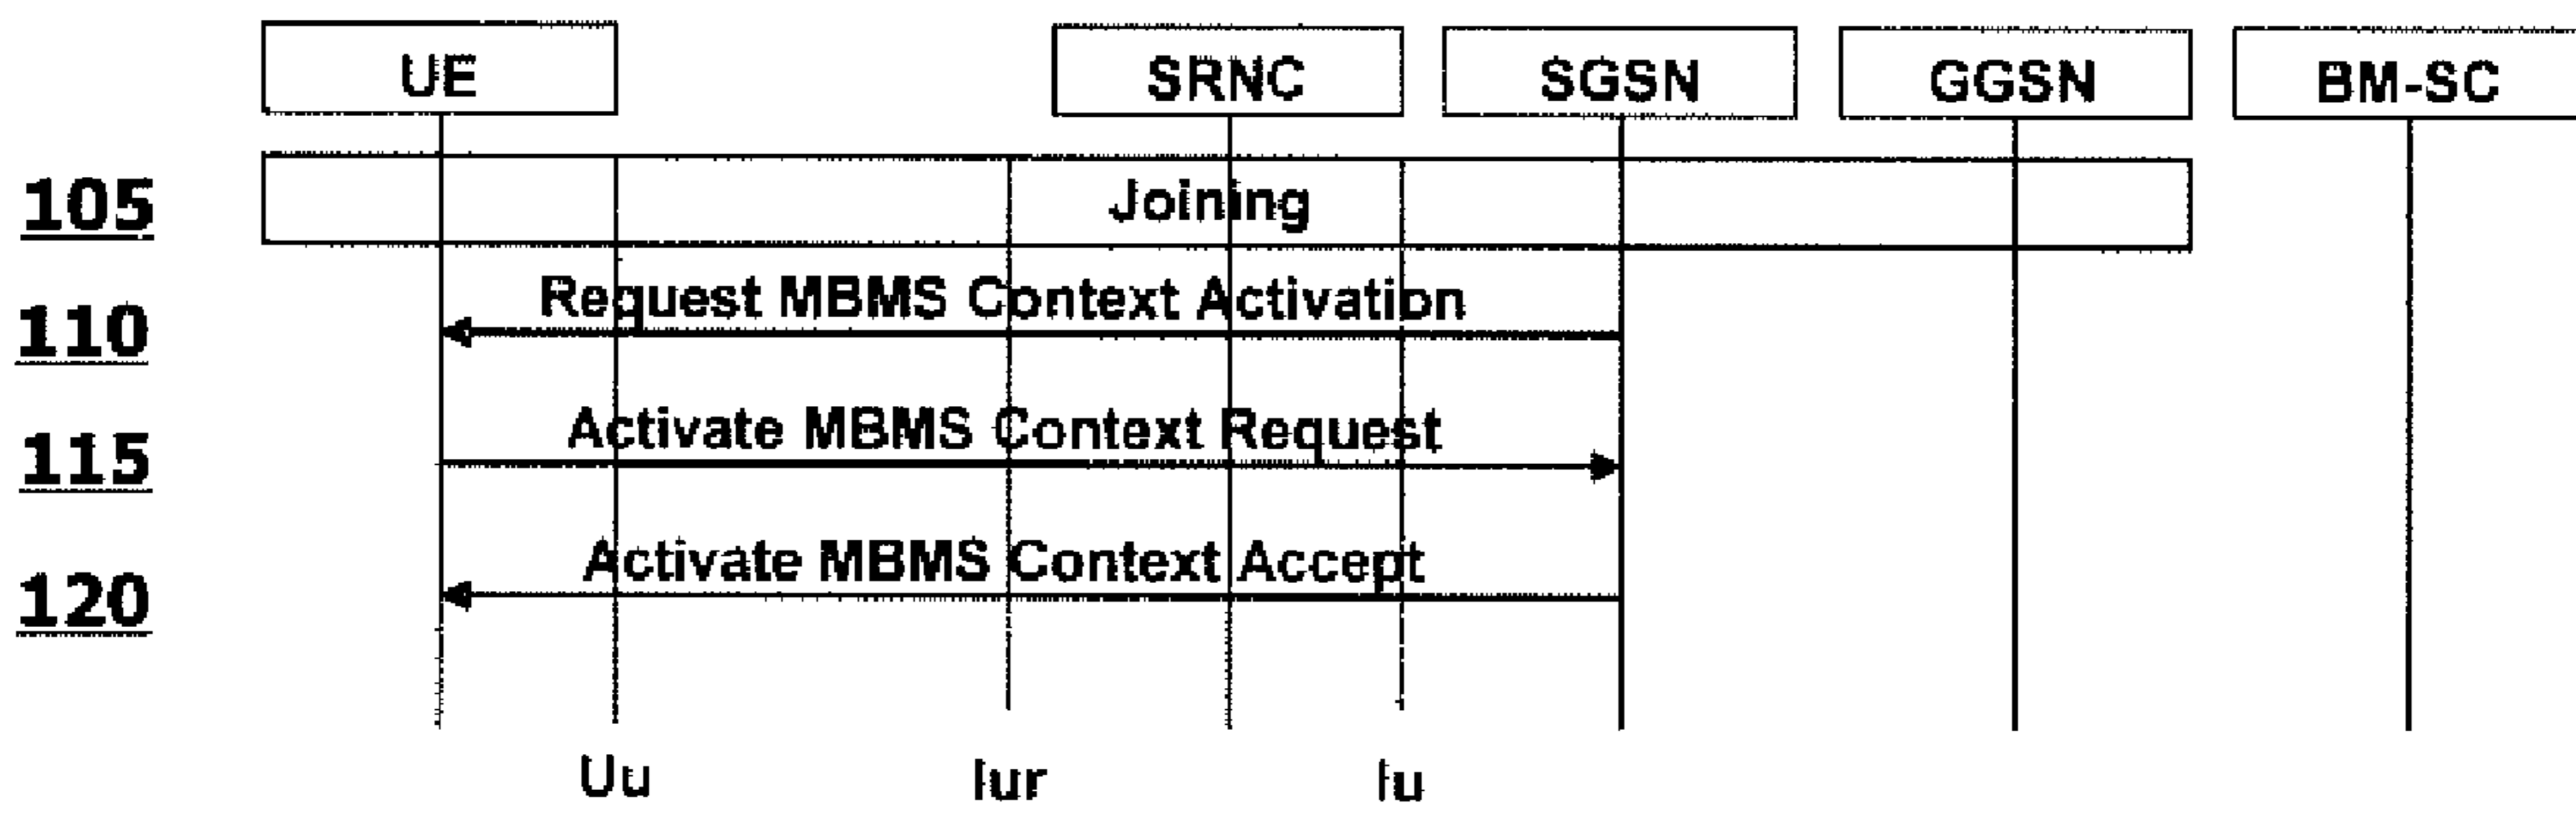 UE SRNC SGSN GGSN BM-SC
105 Joining
110 Request MBMS Context Activation
115 Activate MBMS Context Request
120 Activate MBMS Context Accept
Uu Iur Iu